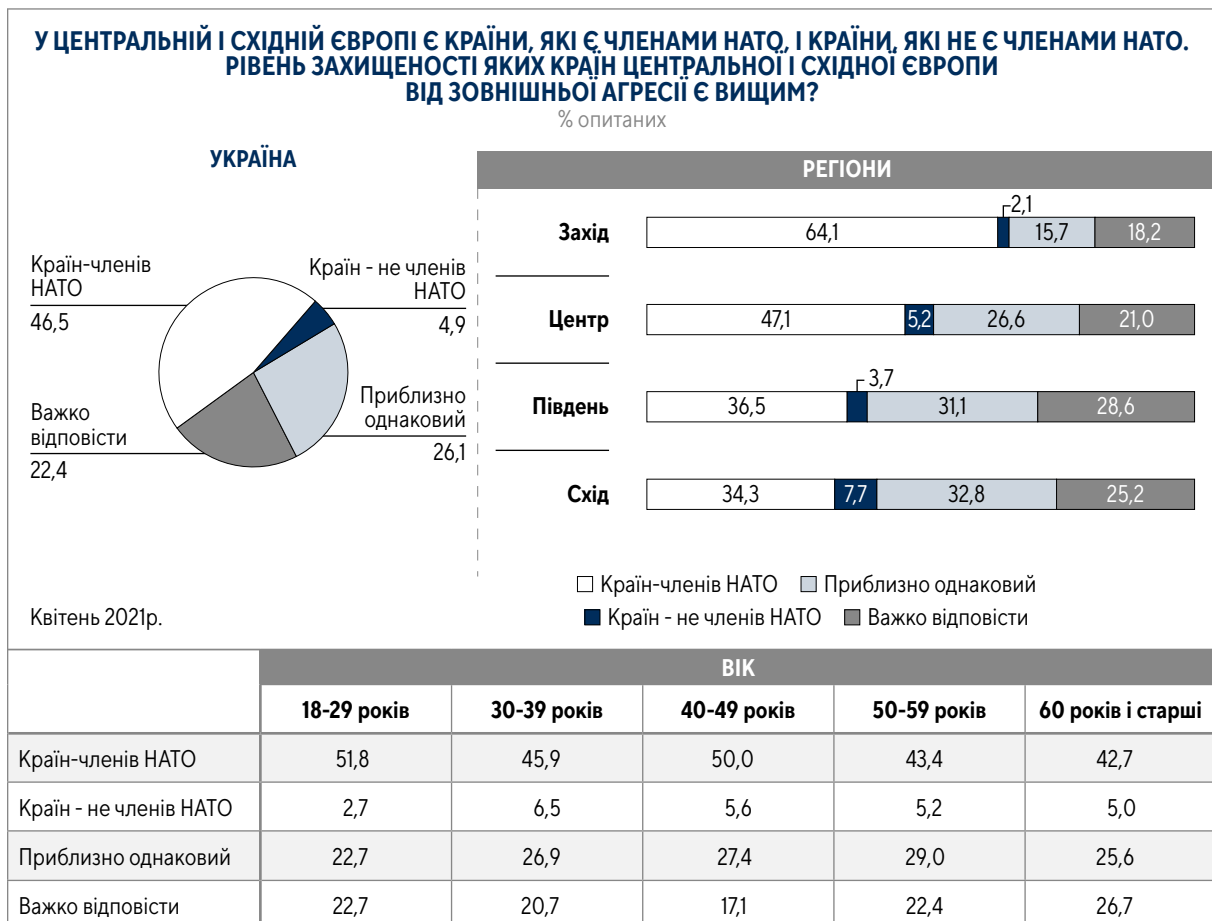 У ЦЕНТРАЛЬНІЙ І СХІДНІЙ ЄВРОПІ Є КРАЇНИ, ЯКІ Є ЧЛЕНАМИ НАТО, І КРАЇНИ, ЯКІ НЕ Є ЧЛЕНАМИ НАТО.
РІВЕНЬ ЗАХИЩЕНОСТІ ЯКИХ КРАЇН ЦЕНТРАЛЬНОЇ І СХІДНОЇ ЄВРОПИ
ВІД ЗОВНІШНЬОЇ АГРЕСІЇ Є ВИЩИМ?
% опитаних
УКРАЇНА
Країн-членів
НАТО
46,5
Країн - не членів
НАТО
4,9
Важко
відповісти
22,4
Приблизно
однаковий
26,1
РЕГІОНИ
Захід 64,1 2,1 15,7 18,2
Центр 47,1 5,2 26,6 21,0
Південь 36,5 3,7 31,1 28,6
Схід 34,3 7,7 32,8 25,2
Країн-членів НАТО Приблизно однаковий
Країн - не членів НАТО Важко відповісти
Квітень 2021р.
ВІК
18-29 років 30-39 років 40-49 років 50-59 років 60 років і старші
Країн-членів НАТО 51,8 45,9 50,0 43,4 42,7
Країн - не членів НАТО 2,7 6,5 5,6 5,2 5,0
Приблизно однаковий 22,7 26,9 27,4 29,0 25,6
Важко відповісти 22,7 20,7 17,1 22,4 26,7